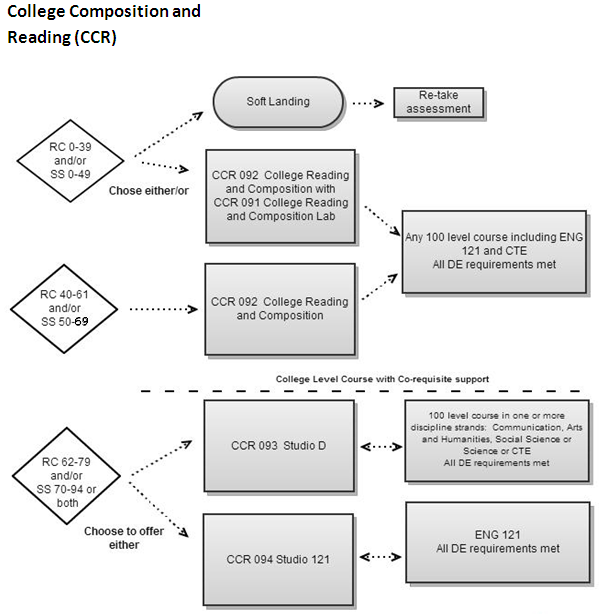 College Composition and
Reading (CCR)
Soft Landing
Re-take
assessment
RC 0-39
and/or
SS 0-49
Chose either/or
CCR 092 College Reading
and Composition with
CCR 091 College Reading
and Composition Lab
Any 100 level course including ENG
121 and CTE
All DE requirements met
RC 40-61
and/or
SS 50-69
CCR 092 College Reading
and Composition
College Level Course with Co-requisite support
RC 62-79
and/or
SS 70-94 or
both
CCR 093 Studio D
100 level course in one or more
discipline strands: Communication, Arts
and Humanities, Social Science or
Science or CTE
All DE requirements met
Choose to offer
either
CCR 094 Studio 121
ENG 121
All DE requirements met